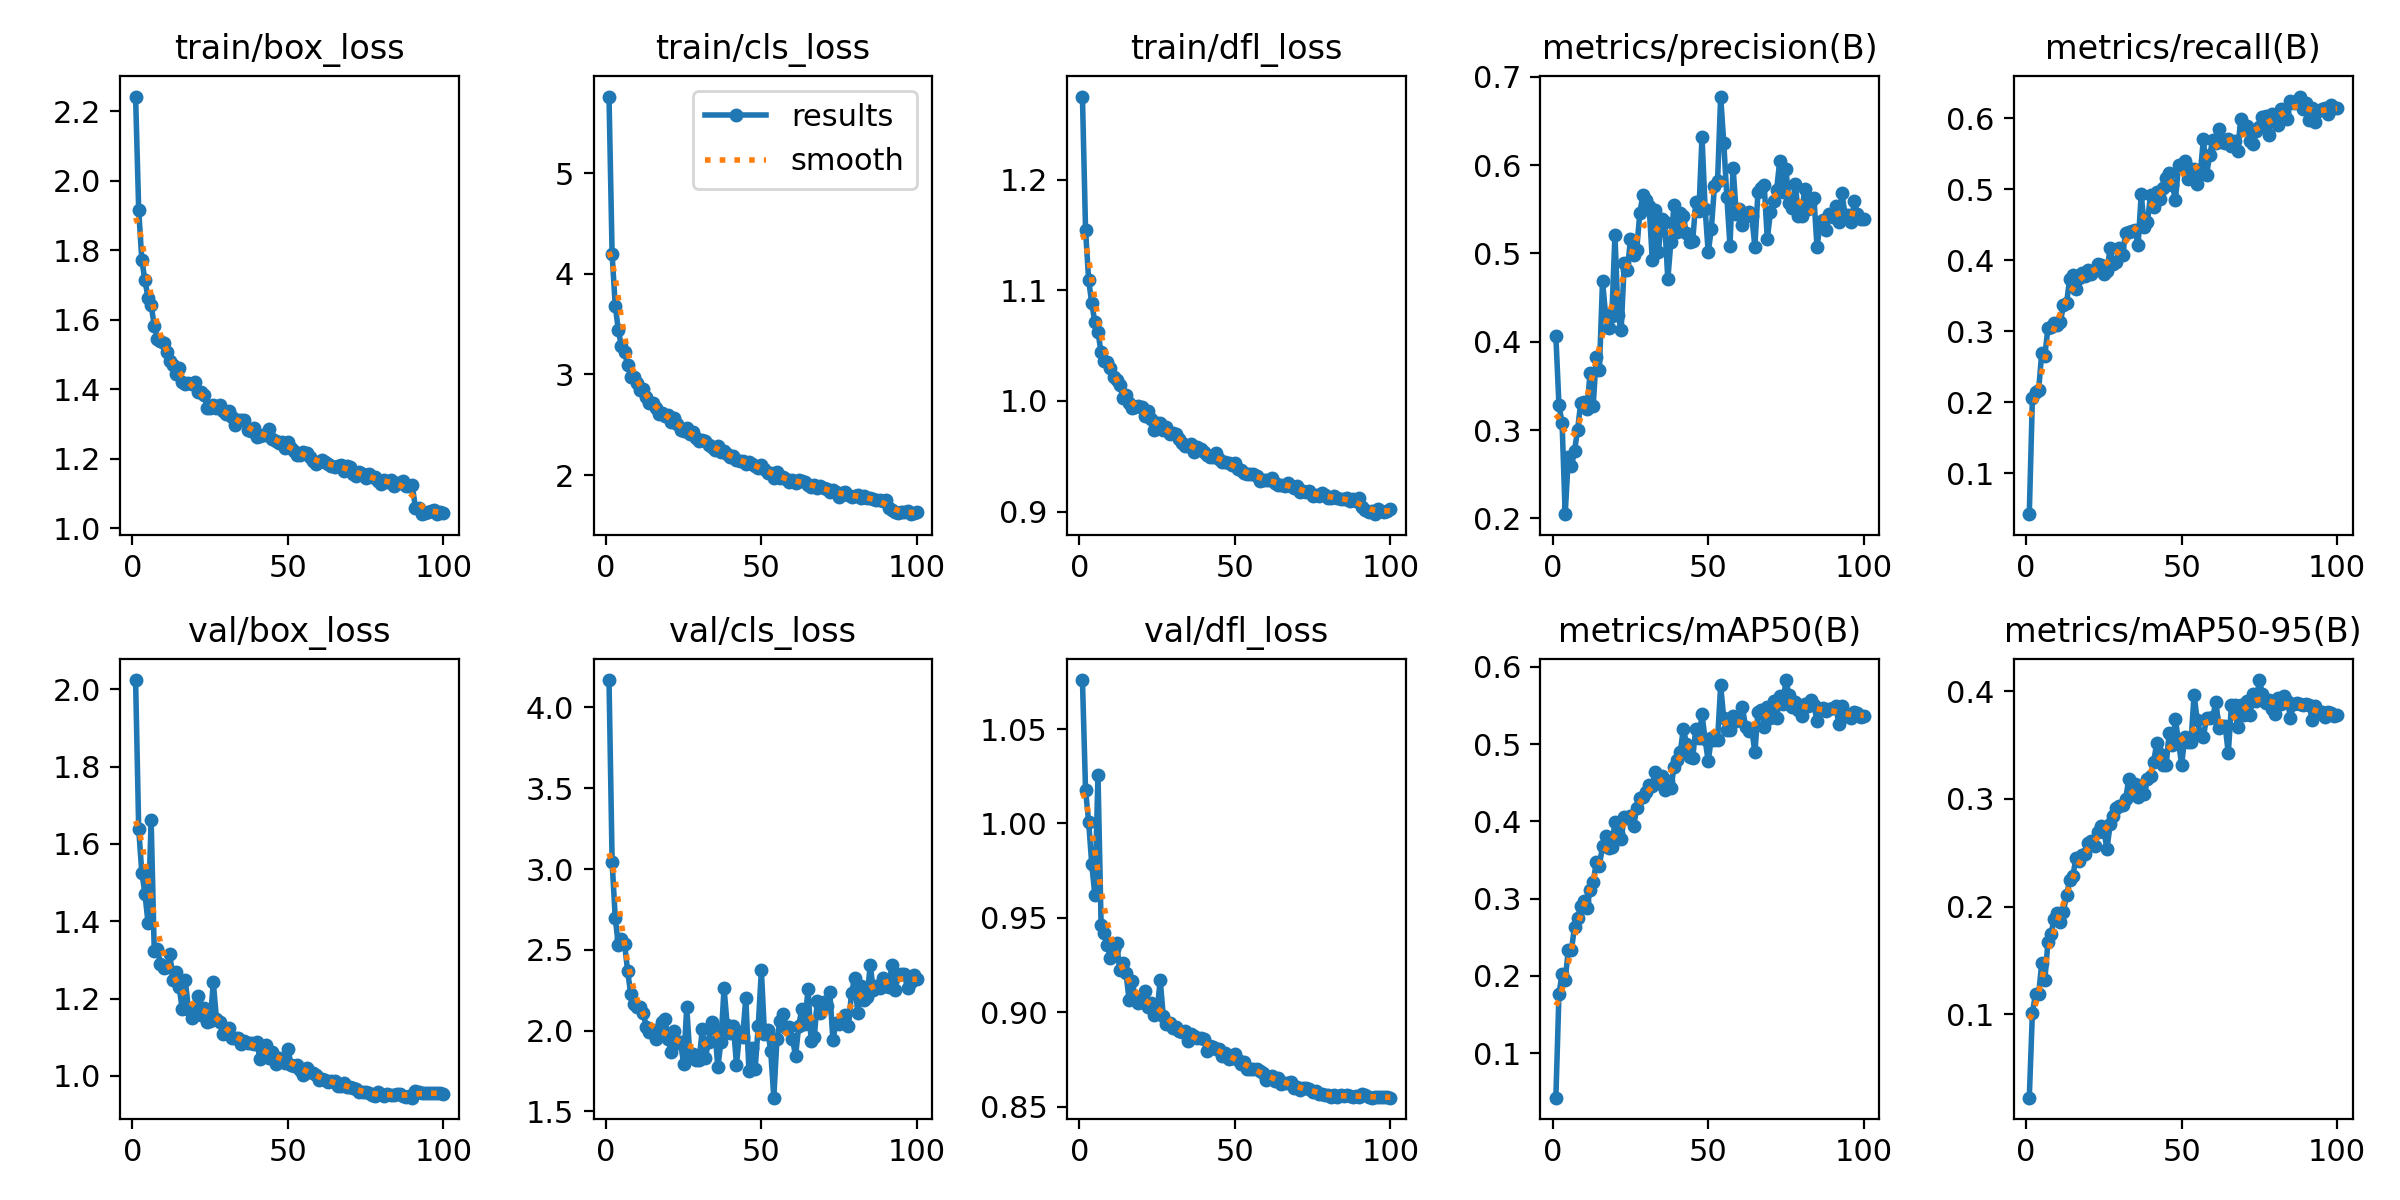 train/box_loss
2.2
2.0
1.8
1.6
1.4
1.2
1.0
0 50 100
train/cls_loss
results
smooth
5
4
3
2
0 50 100
train/dfl_loss
1.2
1.1
1.0
0.9
0 50 100
metrics/precision(B)
0.7
0.6
0.5
0.4
0.3
0.2
0 50 100
metrics/recall(B)
0.6
0.5
0.4
0.3
0.2
0.1
0 50 100
val/box_loss
2.0
1.8
1.6
1.4
1.2
1.0
0 50 100
val/cls_loss
4.0
3.5
3.0
2.5
2.0
1.5
0 50 100
val/dfl_loss
1.05
1.00
0.95
0.90
0.85
0 50 100
metrics/mAP50(B)
0.6
0.5
0.4
0.3
0.2
0.1
0 50 100
metrics/mAP50-95(B)
0.4
0.3
0.2
0.1
0 50 100